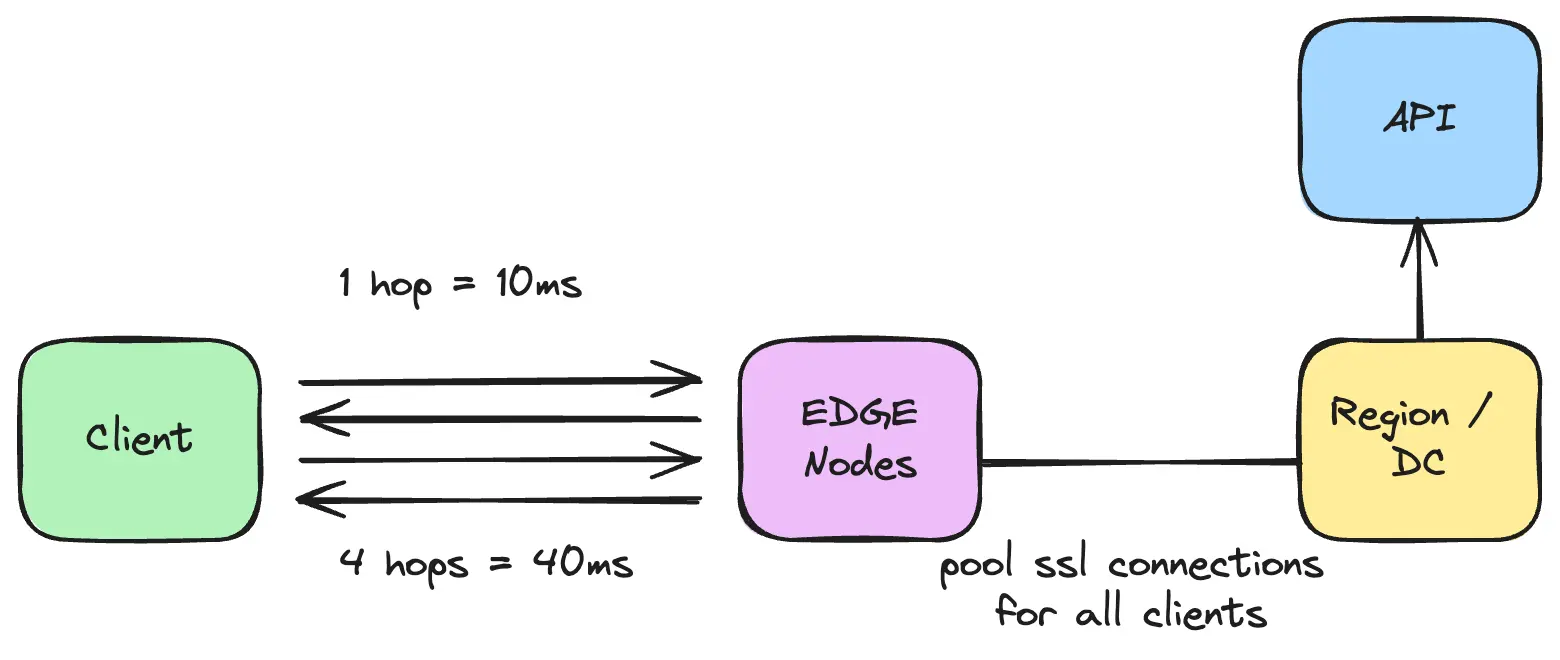 API
1 hop = 10ms
Client
EDGE
Nodes
Region /
DC
4 hops = 40ms
pool ssl connections
for all clients